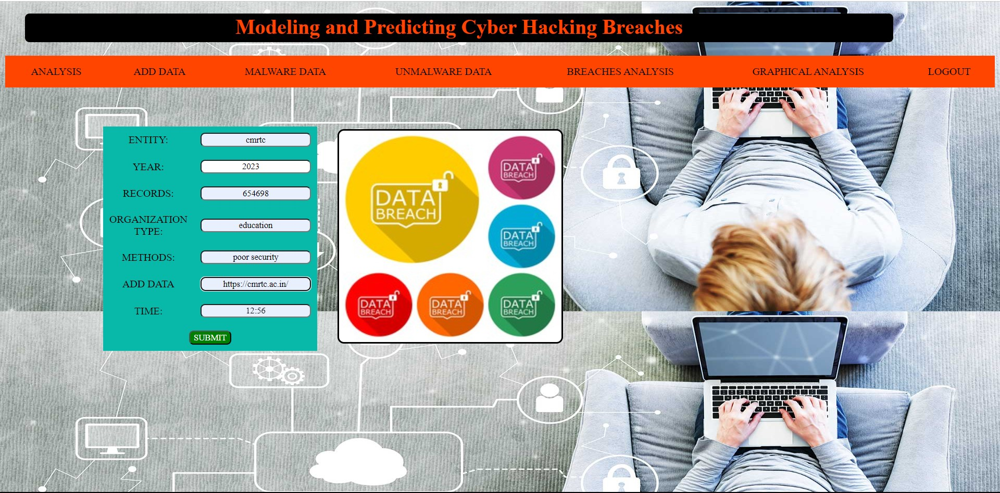 Modeling and Predicting Cyber Hacking Breaches
ANALYSIS ADD DATA MALWARE DATA UNMALWARE DATA BREACHES ANALYSIS GRAPHICAL ANALYSIS LOGOUT
ENTITY: cmrtc
YEAR: 2023
RECORDS: 654698
ORGANIZATION
TYPE: education
METHODS: poor security
ADD DATA https://cmrtc.ac.in/
TIME: 12:56
SUBMIT
DATA
BREACH
DATA
BREACH
DATA
BREACH
DATA
BREACH
DATA
BREACH
DATA
BREACH